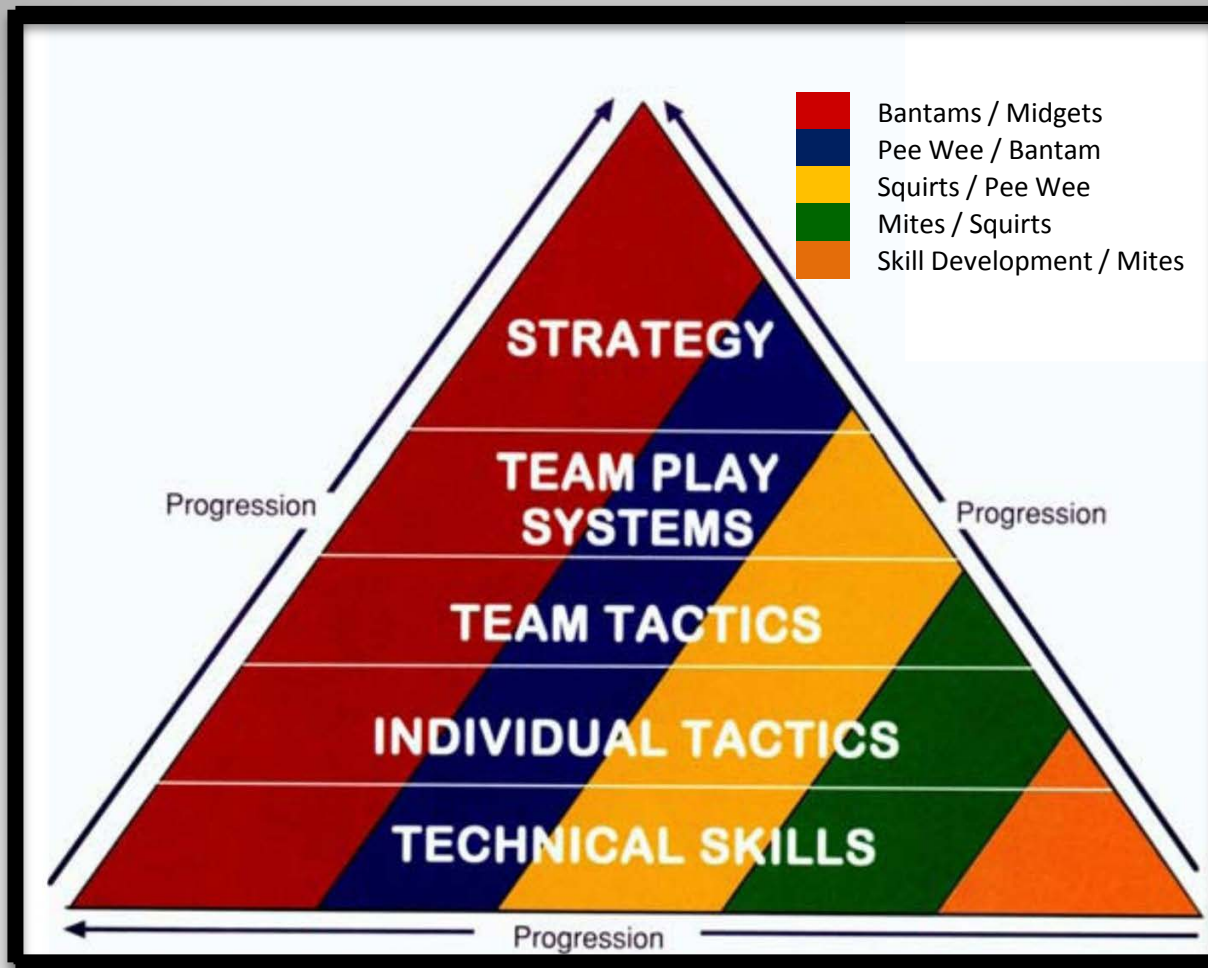 Bantams / Midgets
Pee Wee / Bantam
Squirts / Pee Wee
Mites / Squirts
Skill Development / Mites
STRATEGY
TEAM PLAY
SYSTEMS
Progression
Progression
TEAM TACTICS
INDIVIDUAL TACTICS
TECHNICAL SKILLS
Progression